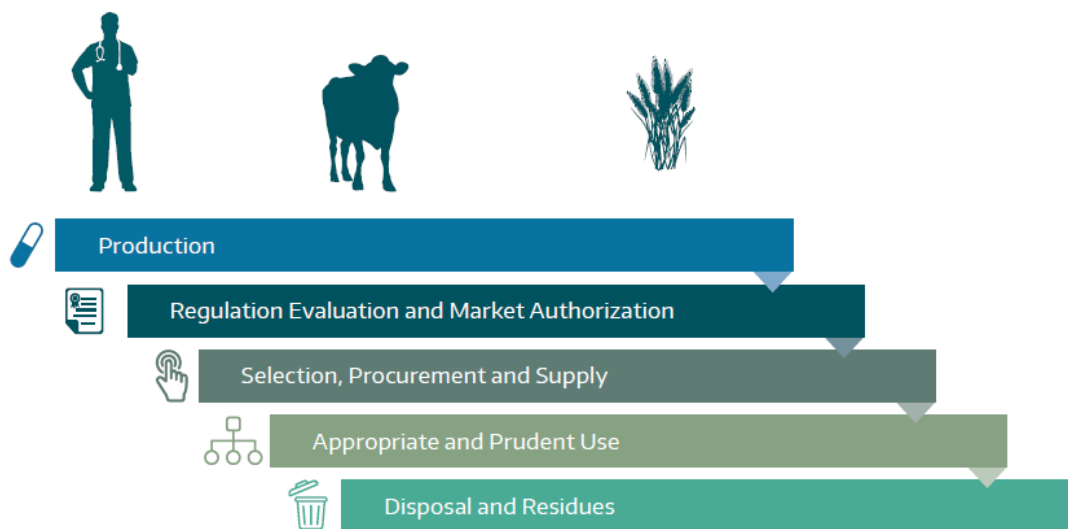 Production
Regulation Evaluation and Market Authorization
Selection, Procurement and Supply
Appropriate and Prudent Use
Disposal and Residues